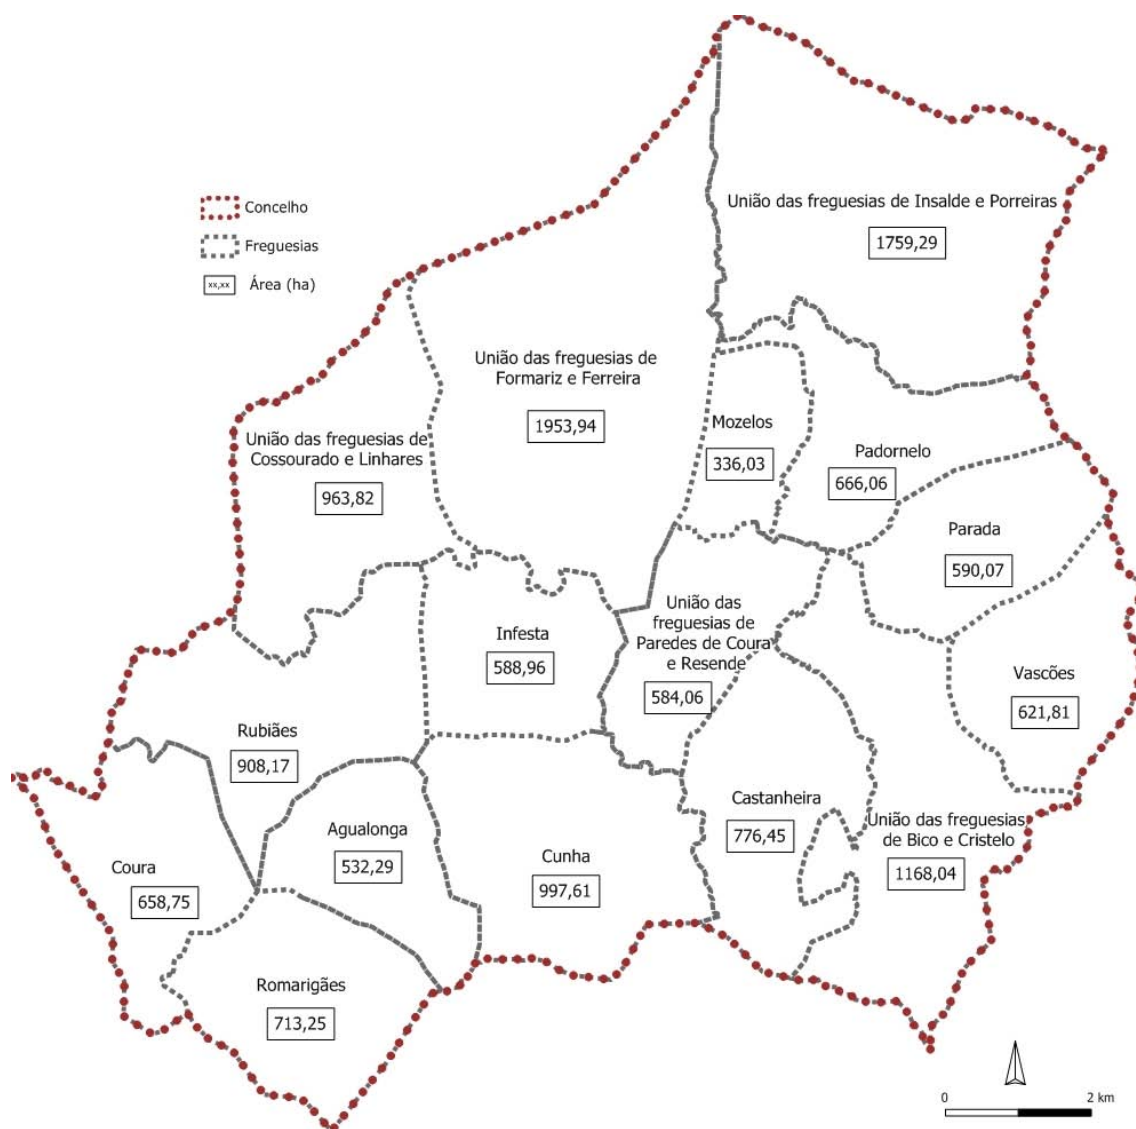 União das freguesias de Insalde e Porreiras
1759,29
Concelho
Freguesias
xx,xx
Área (ha)
União das freguesias de
Formariz e Ferreira
1953,94
Mozelos
336,03
União das freguesias de
Cossourado e Linhares
963,82
Padornelo
666,06
Parada
590,07
União das
freguesias de
Paredes de Coura
e Resende
584,06
Infesta
588,96
Vascões
621,81
Rubiães
908,17
Castanheira
776,45
União das freguesias
de Bico e Cristelo
1168,04
Agualonga
532,29
Cunha
997,61
Coura
658,75
Romarigães
713,25
0
2 km